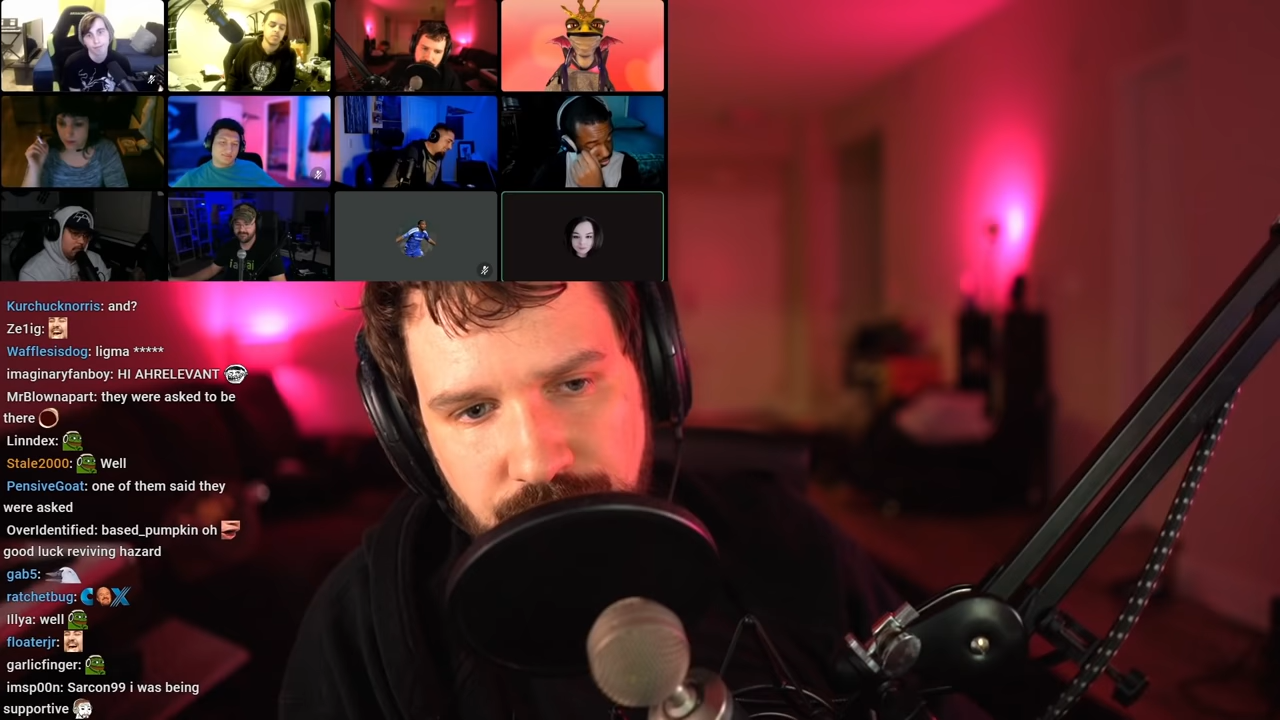 Kurchucknorris: and?
Ze1ig:
Wafflesisdog: ligma *****
imaginaryfanboy: HI AHRELEVANT
MrBlownapart: they were asked to be
there
Linndex:
Stale2000: Well
PensiveGoat: one of them said they
were asked
OverIdentified: based_pumpkin oh
good luck reviving hazard
gab5:
ratchetbug:
Illya: well
floaterjr:
garlicfinger:
imsp00n: Sarcon99 i was being
supportive